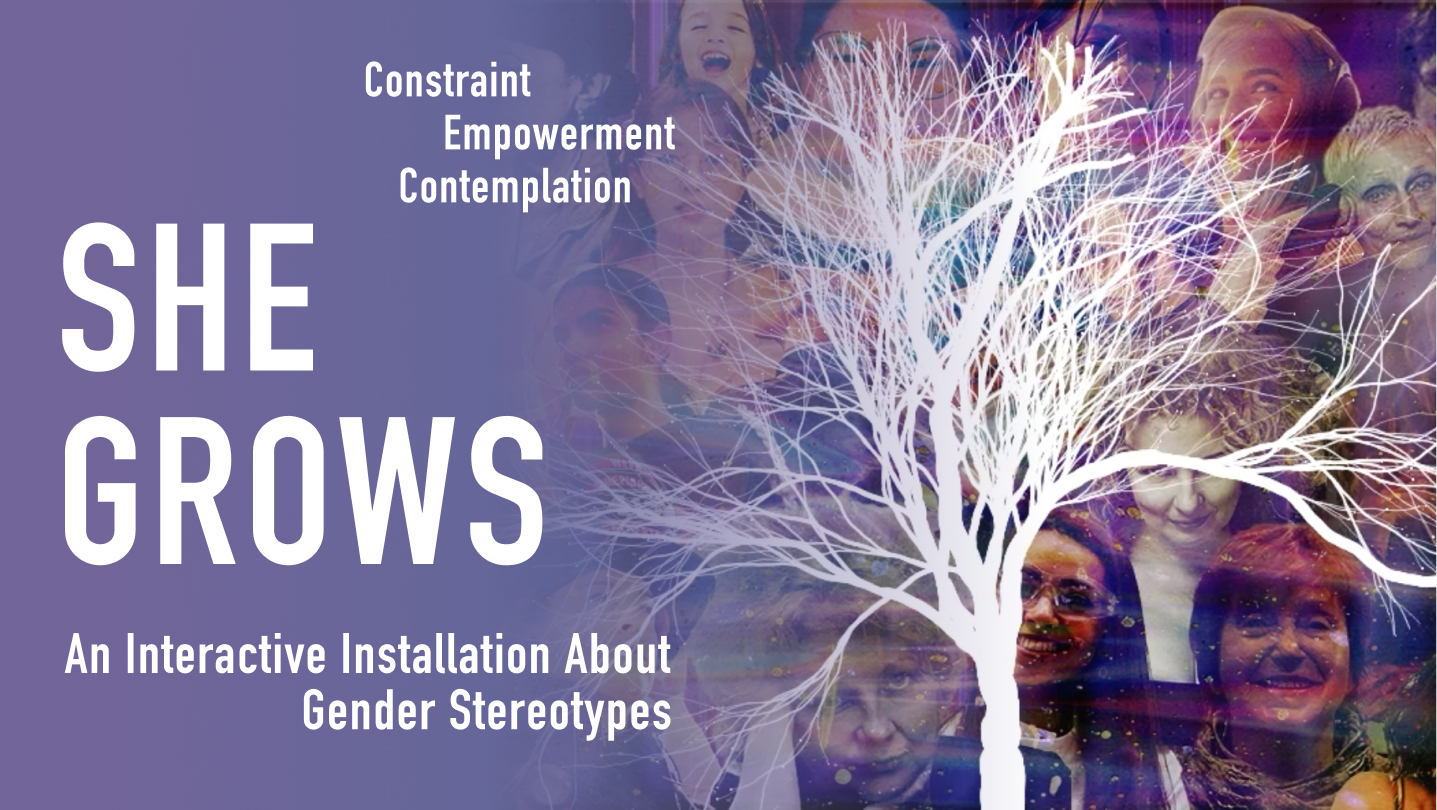 Constraint
Empowerment
Contemplation
SHE
GROWS
An Interactive Installation About
Gender Stereotypes